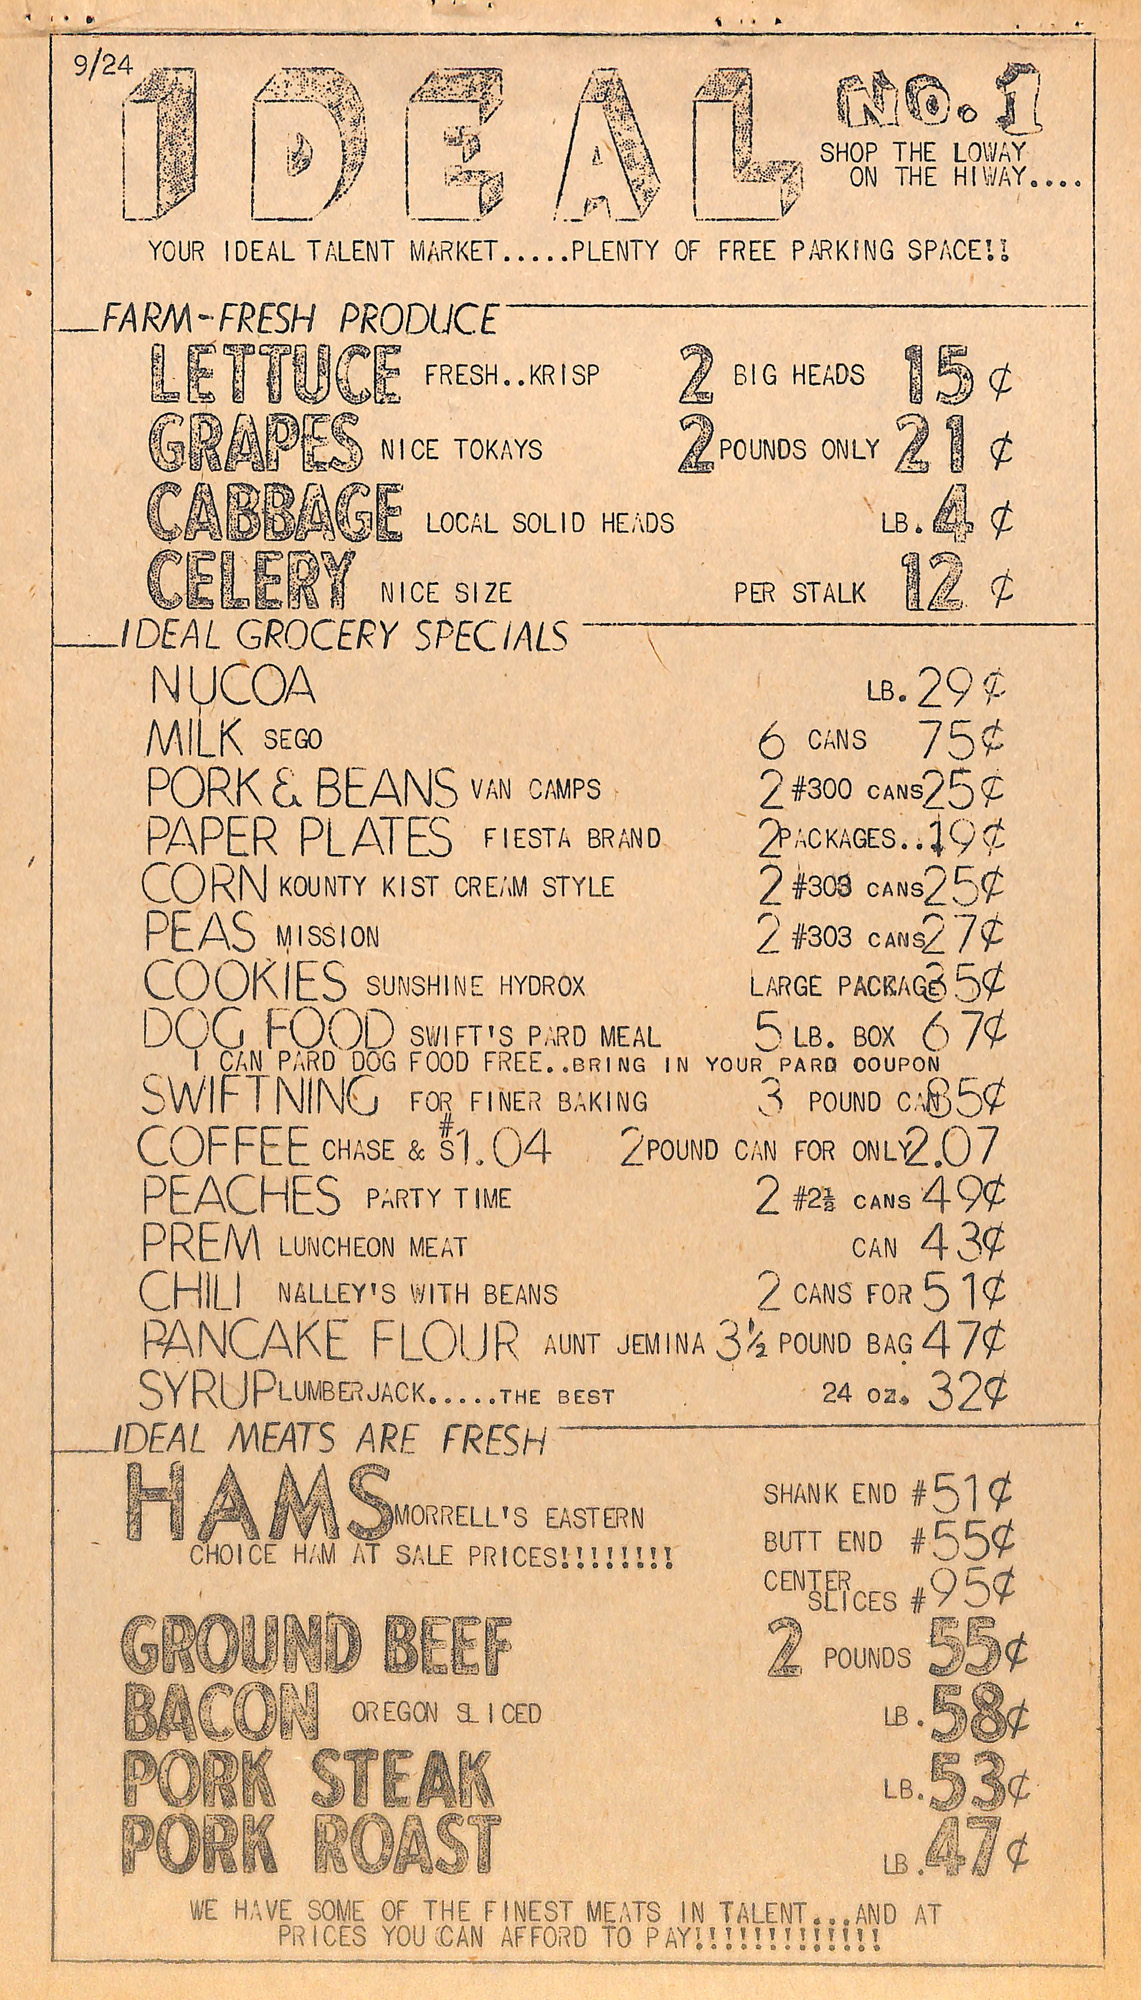 9/24
IDEAL NO. 1
SHOP THE LOWAY
ON THE HIWAY....
YOUR IDEAL TALENT MARKET.....PLENTY OF FREE PARKING SPACE!!
FARM-FRESH PRODUCE
LETTUCE FRESH..KRISP 2 BIG HEADS 15¢
GRAPES NICE TOKAYS 2 POUNDS ONLY 21¢
CABBAGE LOCAL SOLID HEADS LB. 4¢
CELERY NICE SIZE PER STALK 12¢
IDEAL GROCERY SPECIALS
NUCOA LB. 29¢
MILK SEGO 6 CANS 75¢
PORK & BEANS VAN CAMPS 2 #300 CANS 25¢
PAPER PLATES FIESTA BRAND 2 PACKAGES..19¢
CORN KOUNTY KIST CREAM STYLE 2 #303 CANS 25¢
PEAS MISSION 2 #303 CANS 27¢
COOKIES SUNSHINE HYDROX LARGE PACKAGE 35¢
DOG FOOD SWIFT'S PARD MEAL 5 LB. BOX 67¢
1 CAN PARD DOG FOOD FREE..BRING IN YOUR PARD COUPON
SWIFTNING FOR FINER BAKING 3 POUND CAN 85¢
COFFEE CHASE & S # 1.04 2 POUND CAN FOR ONLY 2.07
PEACHES PARTY TIME 2 #2½ CANS 49¢
PREM LUNCHEON MEAT CAN 43¢
CHILI NALLEY'S WITH BEANS 2 CANS FOR 51¢
PANCAKE FLOUR AUNT JEMINA 3½ POUND BAG 47¢
SYRUP LUMBERJACK.....THE BEST 24 OZ. 32¢
IDEAL MEATS ARE FRESH
HAMS MORRELL'S EASTERN SHANK END #51¢
CHOICE HAM AT SALE PRICES!!!!!!!! BUTT END #55¢
CENTER
SLICES #95¢
GROUND BEEF 2 POUNDS 55¢
BACON OREGON SLICED LB. 58¢
PORK STEAK LB. 53¢
PORK ROAST LB. 47¢
WE HAVE SOME OF THE FINEST MEATS IN TALENT...AND AT
PRICES YOU CAN AFFORD TO PAY!!!!!!!!!!!!!